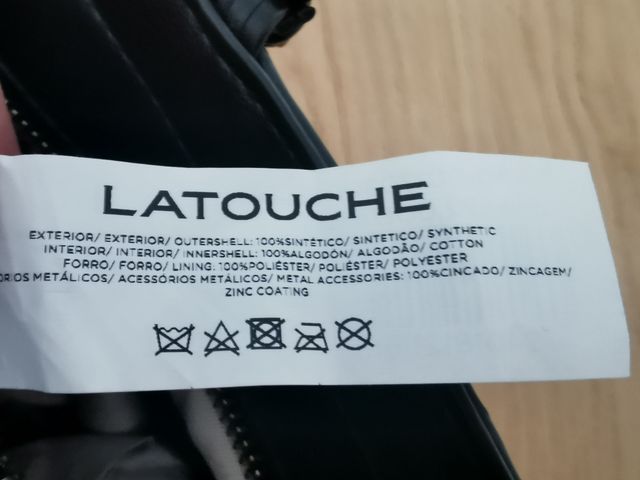 LATOUCHE
EXTERIOR/ EXTERIOR/ OUTERSHELL: 100%SINTÉTICO/ SINTETICO/ SYNTHETIC
INTERIOR/ INTERIOR/ INNERSHELL: 100%ALGODÓN/ ALGODÃO/ COTTON
FORRO/ FORRO/ LINING: 100%POLIÉSTER/ POLIÉSTER/ POLYESTER
METÁLICOS/ ACESSÓRIOS METÁLICOS/ METAL ACCESSORIES: 100%CINCADO/ ZINCAGEM/
ZINC COATING